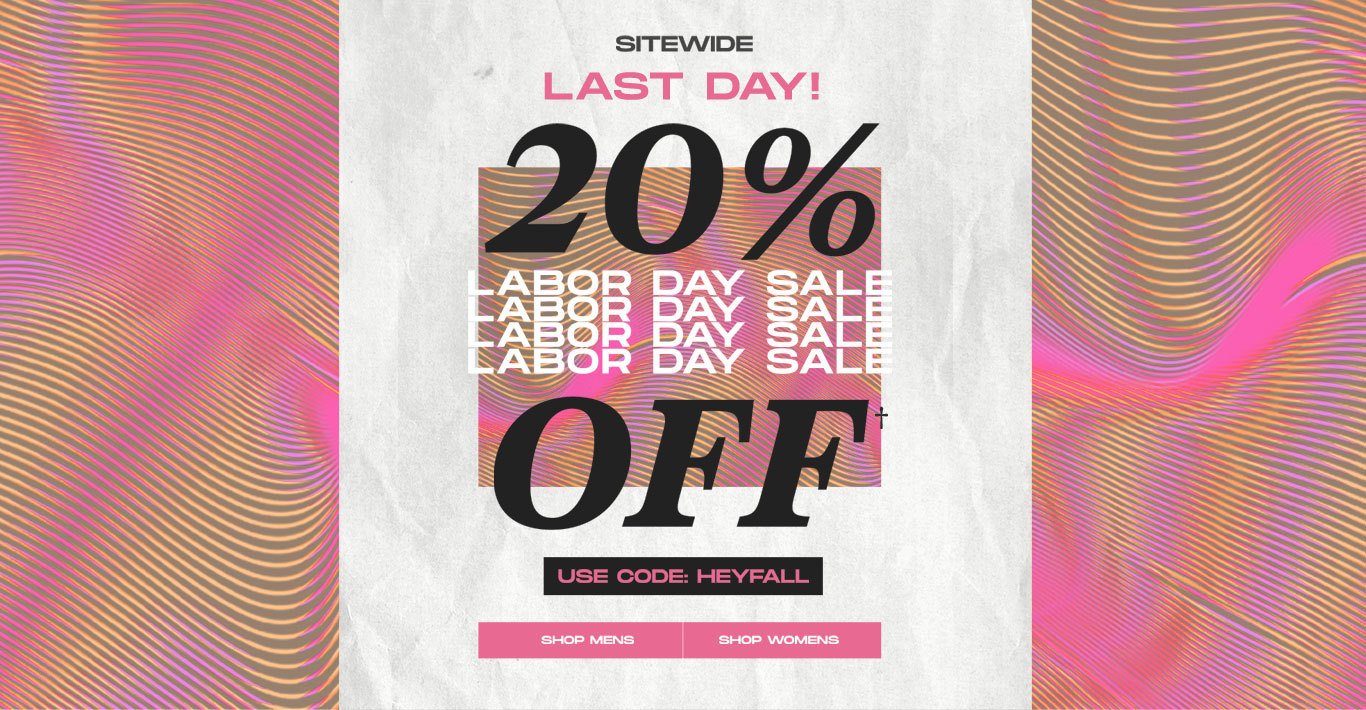 SITEWIDE
LAST DAY!
20%
LABOR DAY SALE
LABOR DAY SALE
LABOR DAY SALE
LABOR DAY SALE
OFF†
USE CODE: HEYFALL
SHOP MENS
SHOP WOMENS